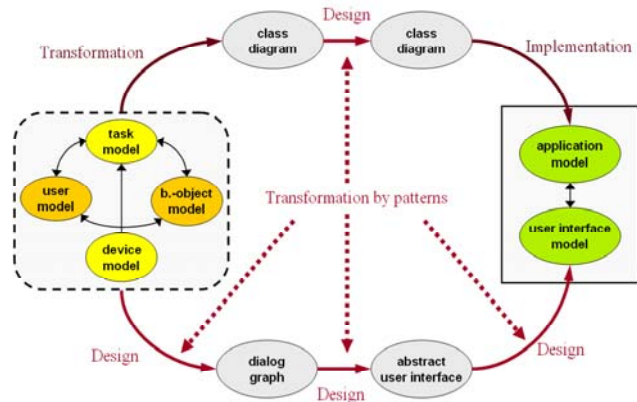 Design
class
diagram
class
diagram
Transformation
Implementation
task
model
user
model
b.-object
model
device
model
Transformation by patterns
application
model
user interface
model
Design
dialog
graph
Design
abstract
user interface
Design